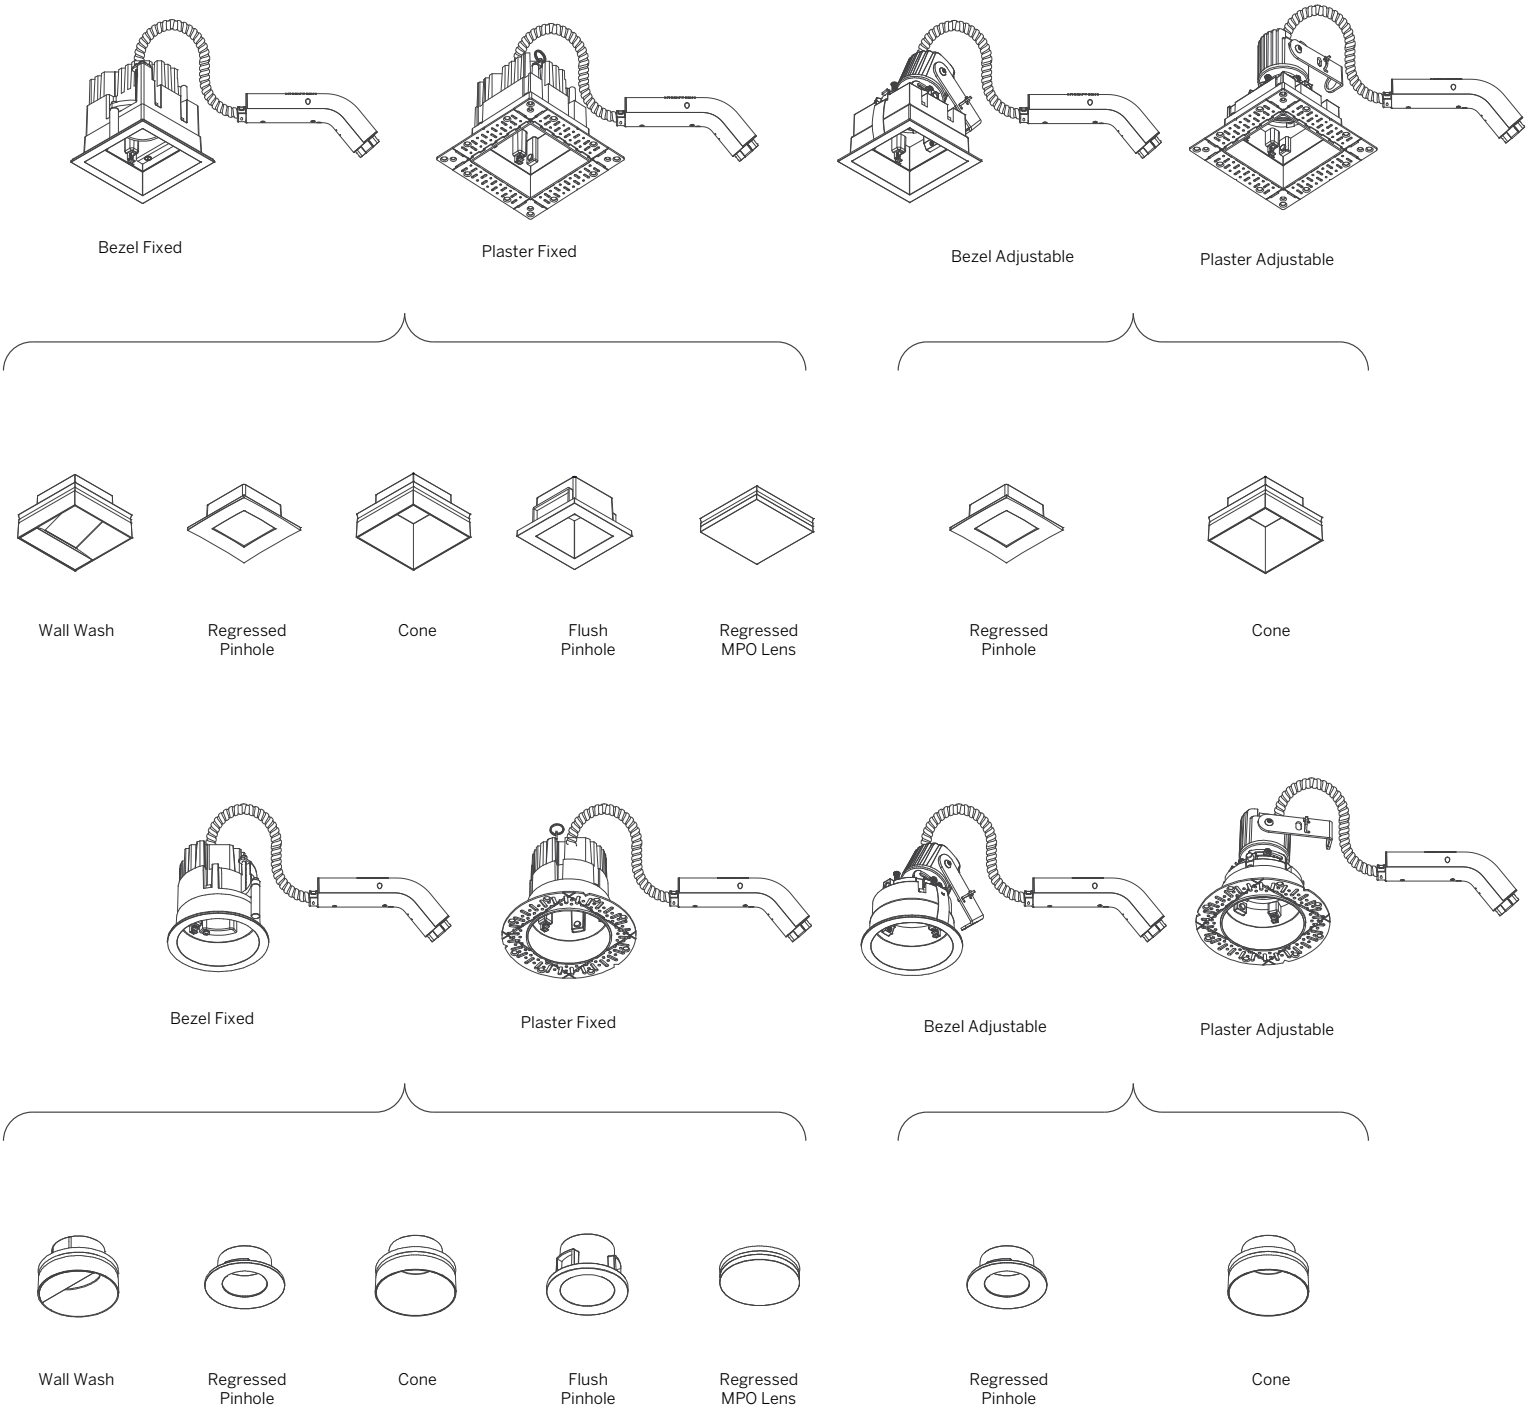 Bezel Fixed
Plaster Fixed
Bezel Adjustable
Plaster Adjustable
Wall Wash
Regressed
Pinhole
Cone
Flush
Pinhole
Regressed
MPO Lens
Regressed
Pinhole
Cone
Bezel Fixed
Plaster Fixed
Bezel Adjustable
Plaster Adjustable
Wall Wash
Regressed
Pinhole
Cone
Flush
Pinhole
Regressed
MPO Lens
Regressed
Pinhole
Cone